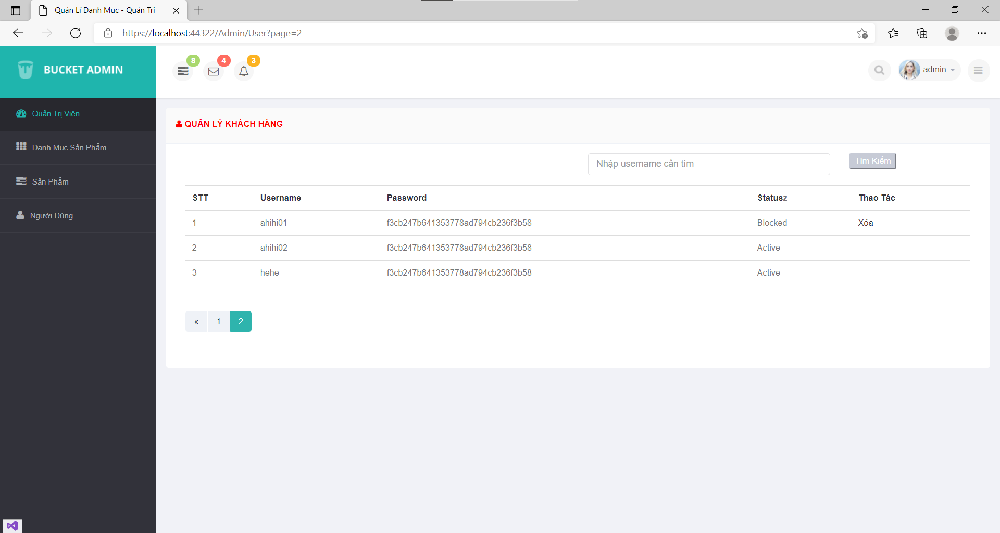 Quản Lí Danh Muc - Quản Trị
https://localhost:44322/Admin/User?page=2
BUCKET ADMIN
8
4
3
admin
Quản Trị Viên
Danh Mục Sản Phẩm
Sản Phẩm
Người Dùng
QUẢN LÝ KHÁCH HÀNG
Nhập username cần tìm
Tìm Kiếm
STT Username Password Statusz Thao Tác
1 ahihi01 f3cb247b641353778ad794cb236f3b58 Blocked Xóa
2 ahihi02 f3cb247b641353778ad794cb236f3b58 Active
3 hehe f3cb247b641353778ad794cb236f3b58 Active
« 1 2